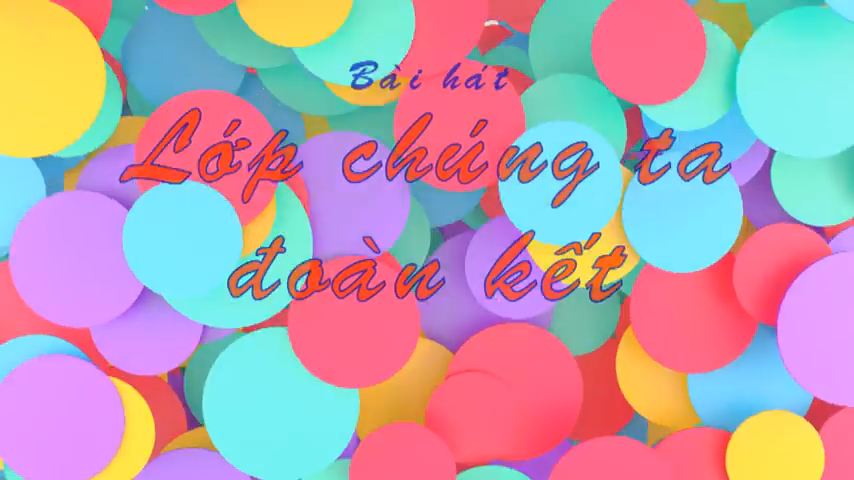 Bài hát
Lớp chúng ta
đoàn kết